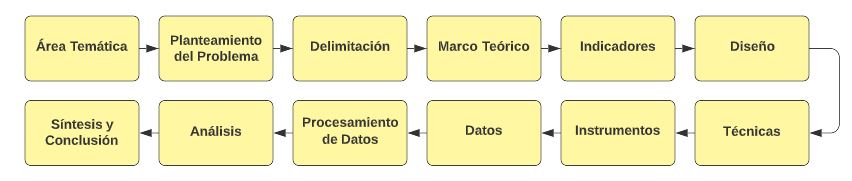 Área Temática
Planteamiento
del Problema
Delimitación
Marco Teórico
Indicadores
Diseño
Técnicas
Instrumentos
Datos
Procesamiento
de Datos
Análisis
Síntesis y
Conclusión